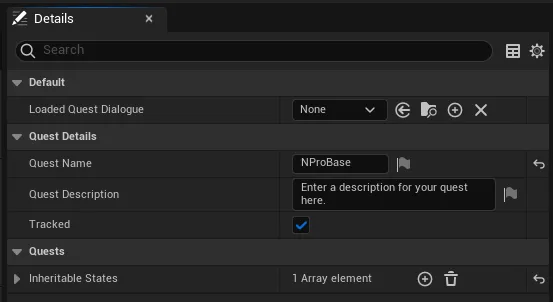 Details
Search
Default
Loaded Quest Dialogue
None
Quest Details
Quest Name
NProBase
Quest Description
Enter a description for your quest
here.
Tracked
Quests
Inheritable States
1 Array element